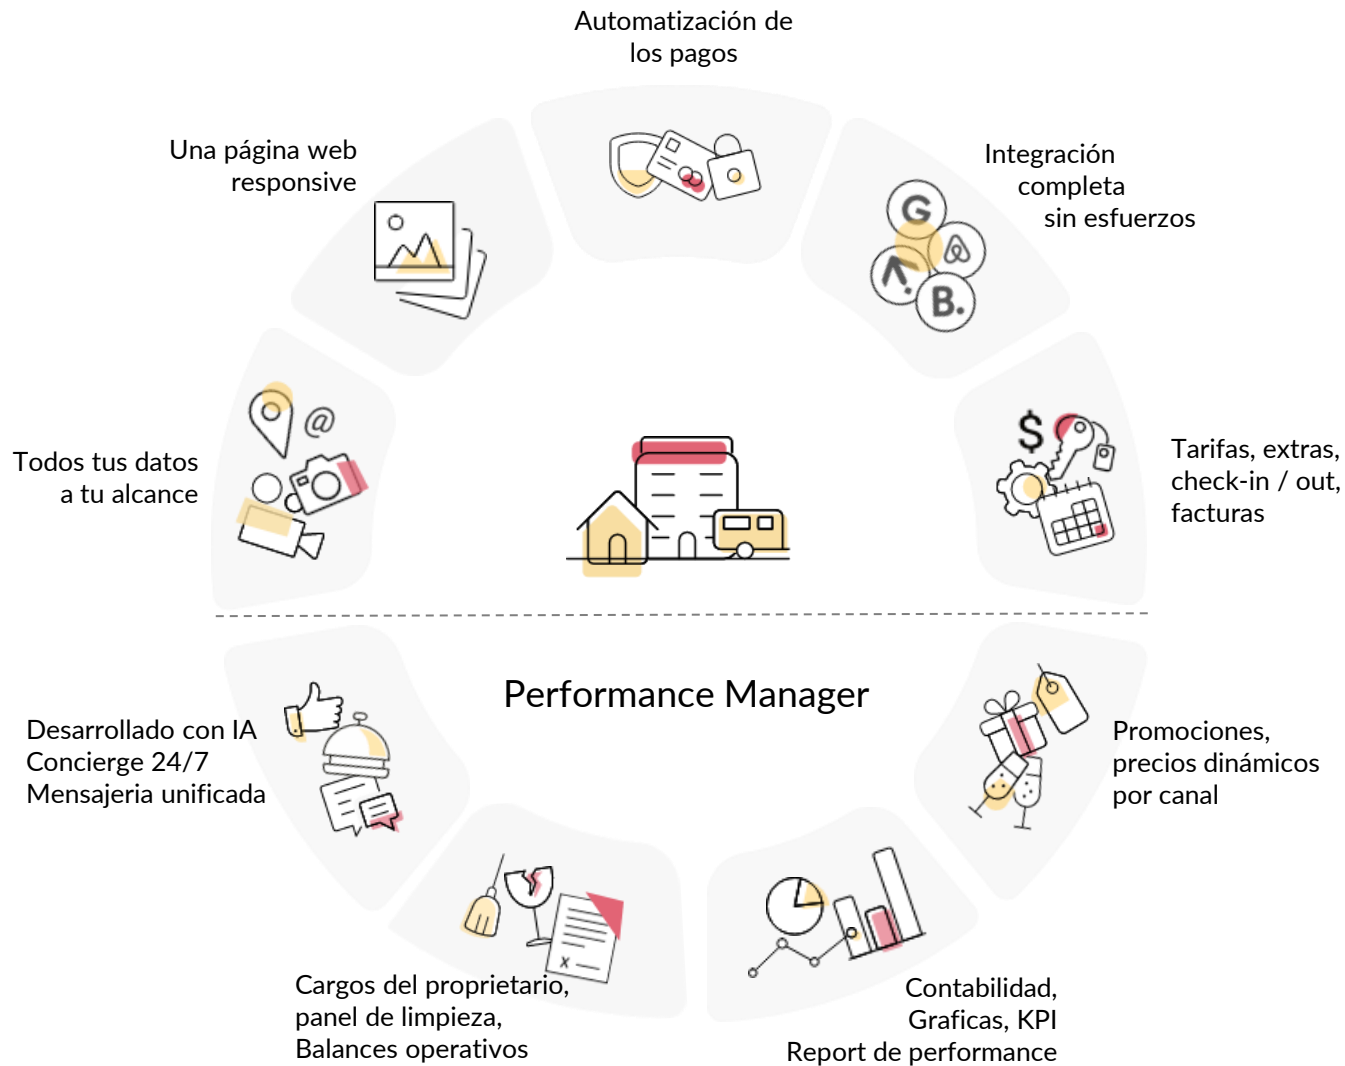 Automatización de
los pagos
Una página web
responsive
Integración
completa
sin esfuerzos
G
B.
Todos tus datos
a tu alcance
@
$
Tarifas, extras,
check-in / out,
facturas
Performance Manager
Desarrollado con IA
Concierge 24/7
Mensajeria unificada
Promociones,
precios dinámicos
por canal
x
Cargos del proprietario,
panel de limpieza,
Balances operativos
Contabilidad,
Graficas, KPI
Report de performance